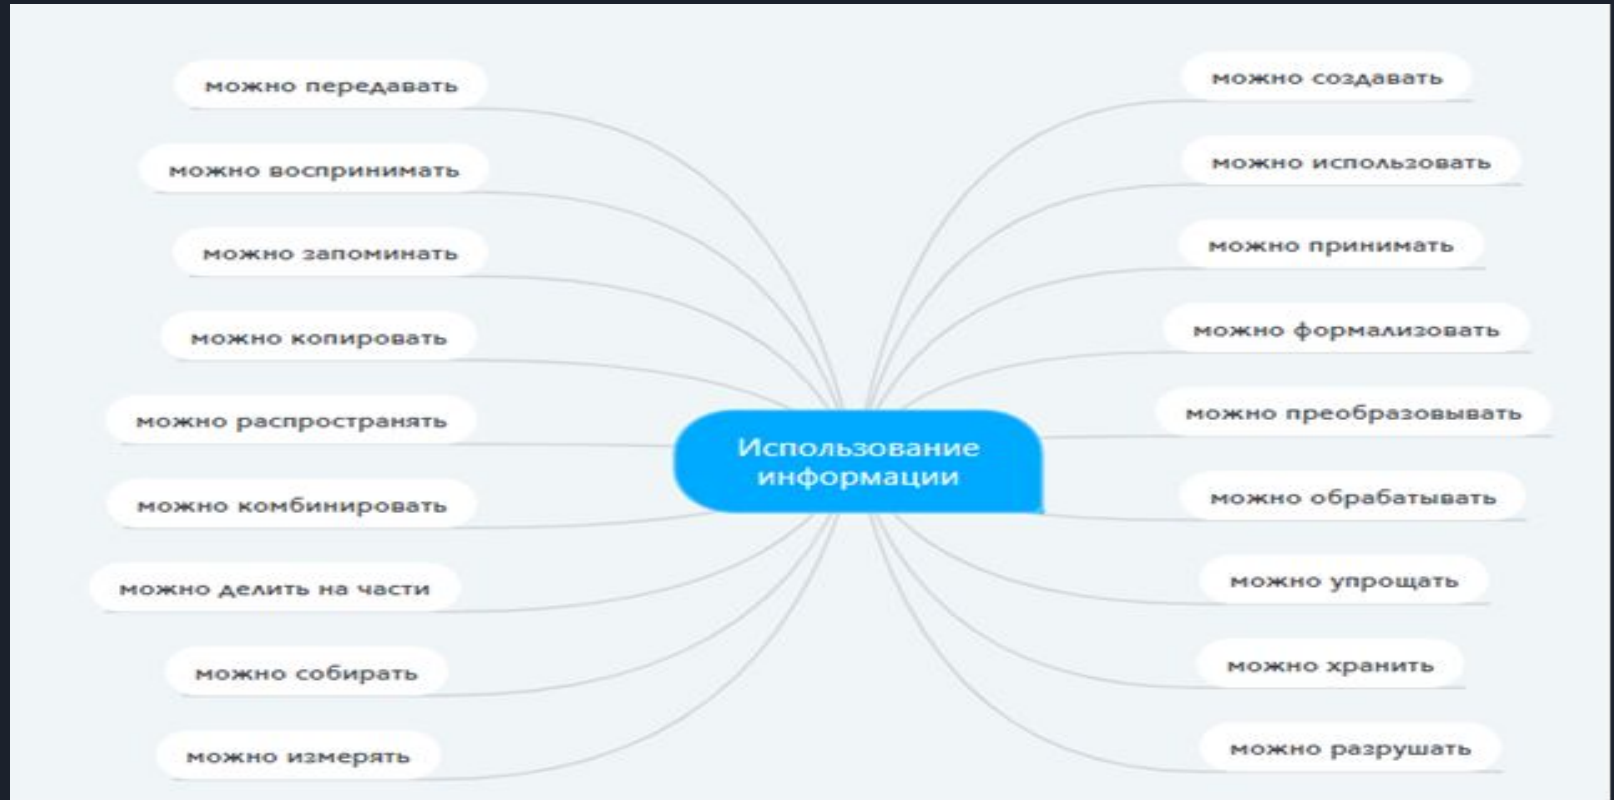 можно передавать
можно воспринимать
можно запоминать
можно копировать
можно распространять
можно комбинировать
можно делить на части
можно собирать
можно измерять
Использование
информации
можно создавать
можно использовать
можно принимать
можно формализовать
можно преобразовывать
можно обрабатывать
можно упрощать
можно хранить
можно разрушать